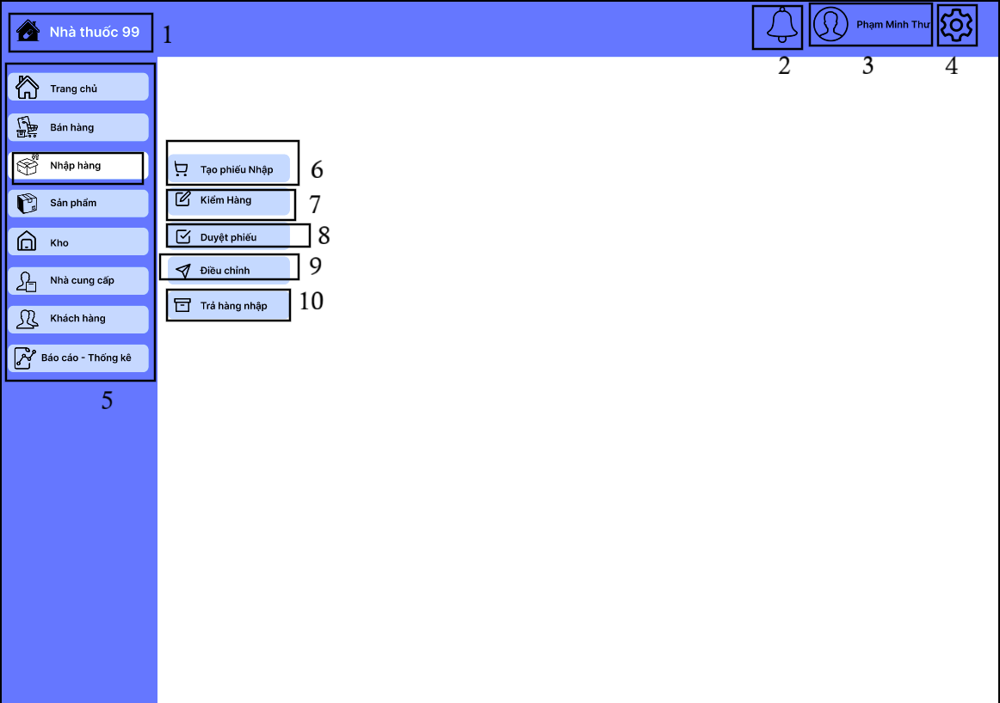 Nhà thuốc 99
1
Phạm Minh Thư
2
3
4
Trang chủ
Bán hàng
Nhập hàng
Sản phẩm
Kho
Nhà cung cấp
Khách hàng
Báo cáo - Thống kê
5
Tạo phiếu Nhập
6
Kiểm Hàng
7
Duyệt phiếu
8
Điều chỉnh
9
Trả hàng nhập
10